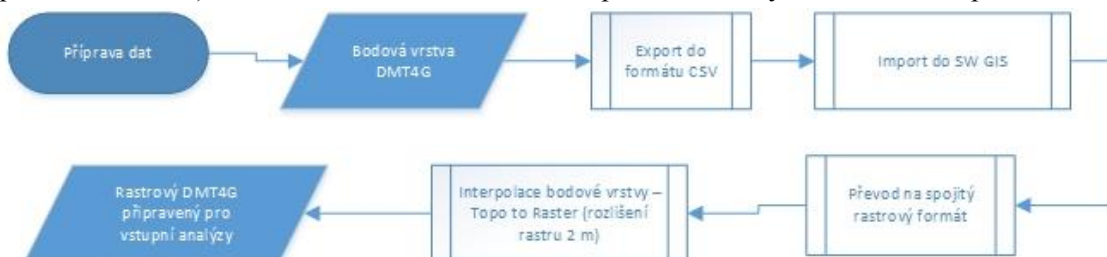 Příprava dat
Bodová vrstva
DMT4G
Export do
formátu CSV
Import do SW GIS
Převod na spojitý
rastrový formát
Interpolace bodové vrstvy –
Topo to Raster (rozlišení
rastru 2 m)
Rastrový DMT4G
připravený pro
vstupní analýzy